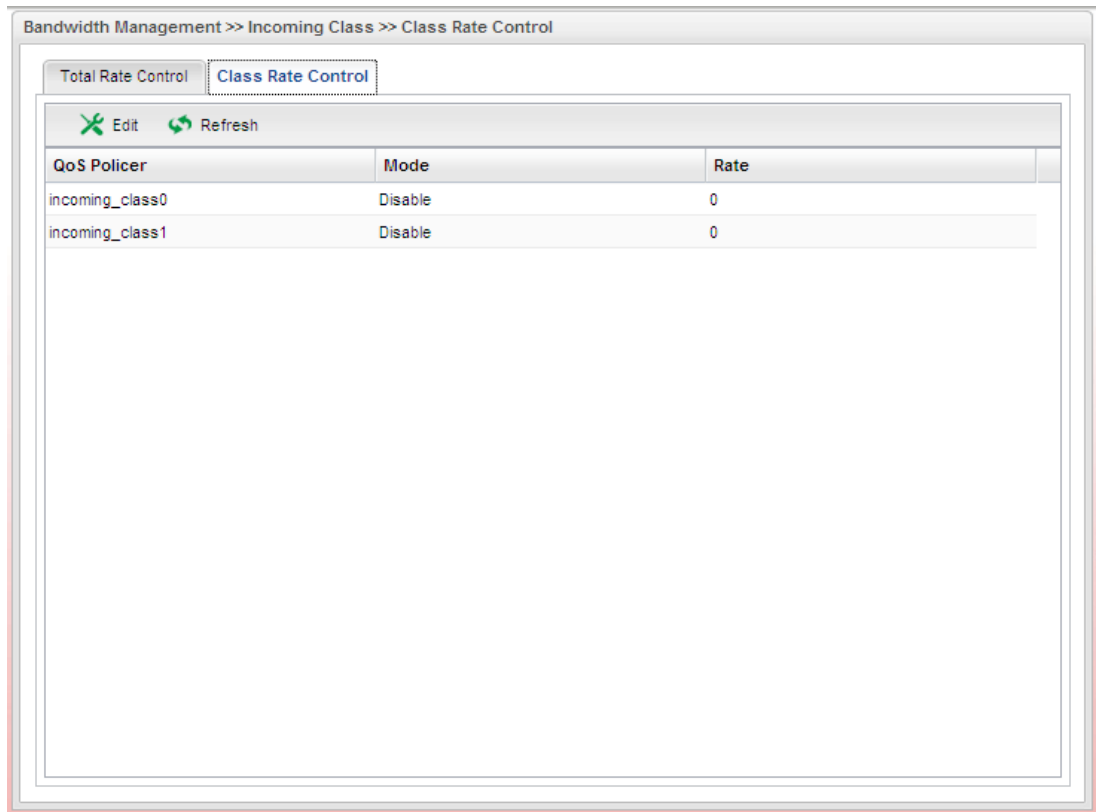 Bandwidth Management >> Incoming Class >> Class Rate Control
Total Rate Control Class Rate Control
Edit Refresh
QoS Policer Mode Rate
incoming_class0 Disable 0
incoming_class1 Disable 0